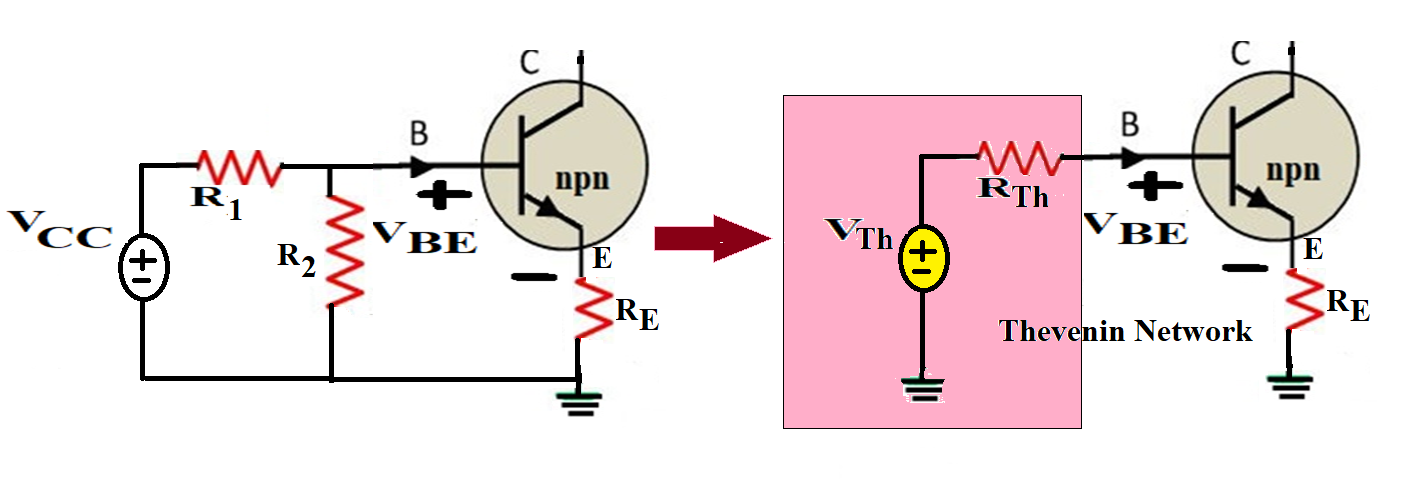 C
B
npn
R1
VCC
R2
VBE
E
RE
C
B
npn
RTh
VTh
VBE
E
RE
Thevenin Network